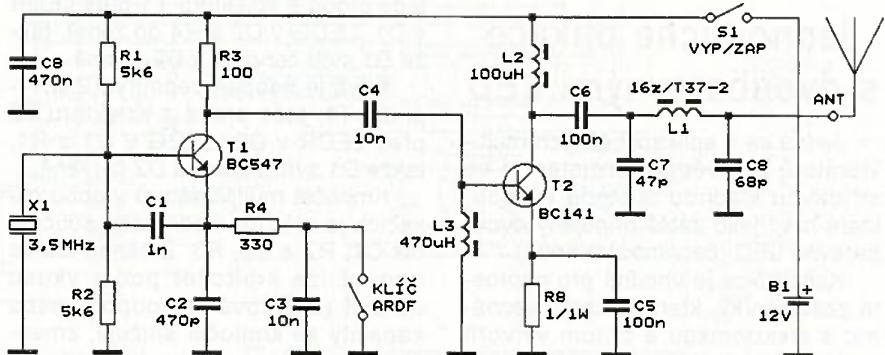 C8
470n
R1
5k6
R3
100
L2
100uH
S1
VYP/ZAP
C4
10n
C6
100n
16z/T37-2
L1
ANT
T1
BC547
C7
47p
C8
68p
T2
BC141
X1
3,5MHz
C1
1n
R4
330
L3
470uH
R2
5k6
C2
470p
C3
10n
KLÍČ
ARDF
R8
1/1W
C5
100n
B1
+
12V